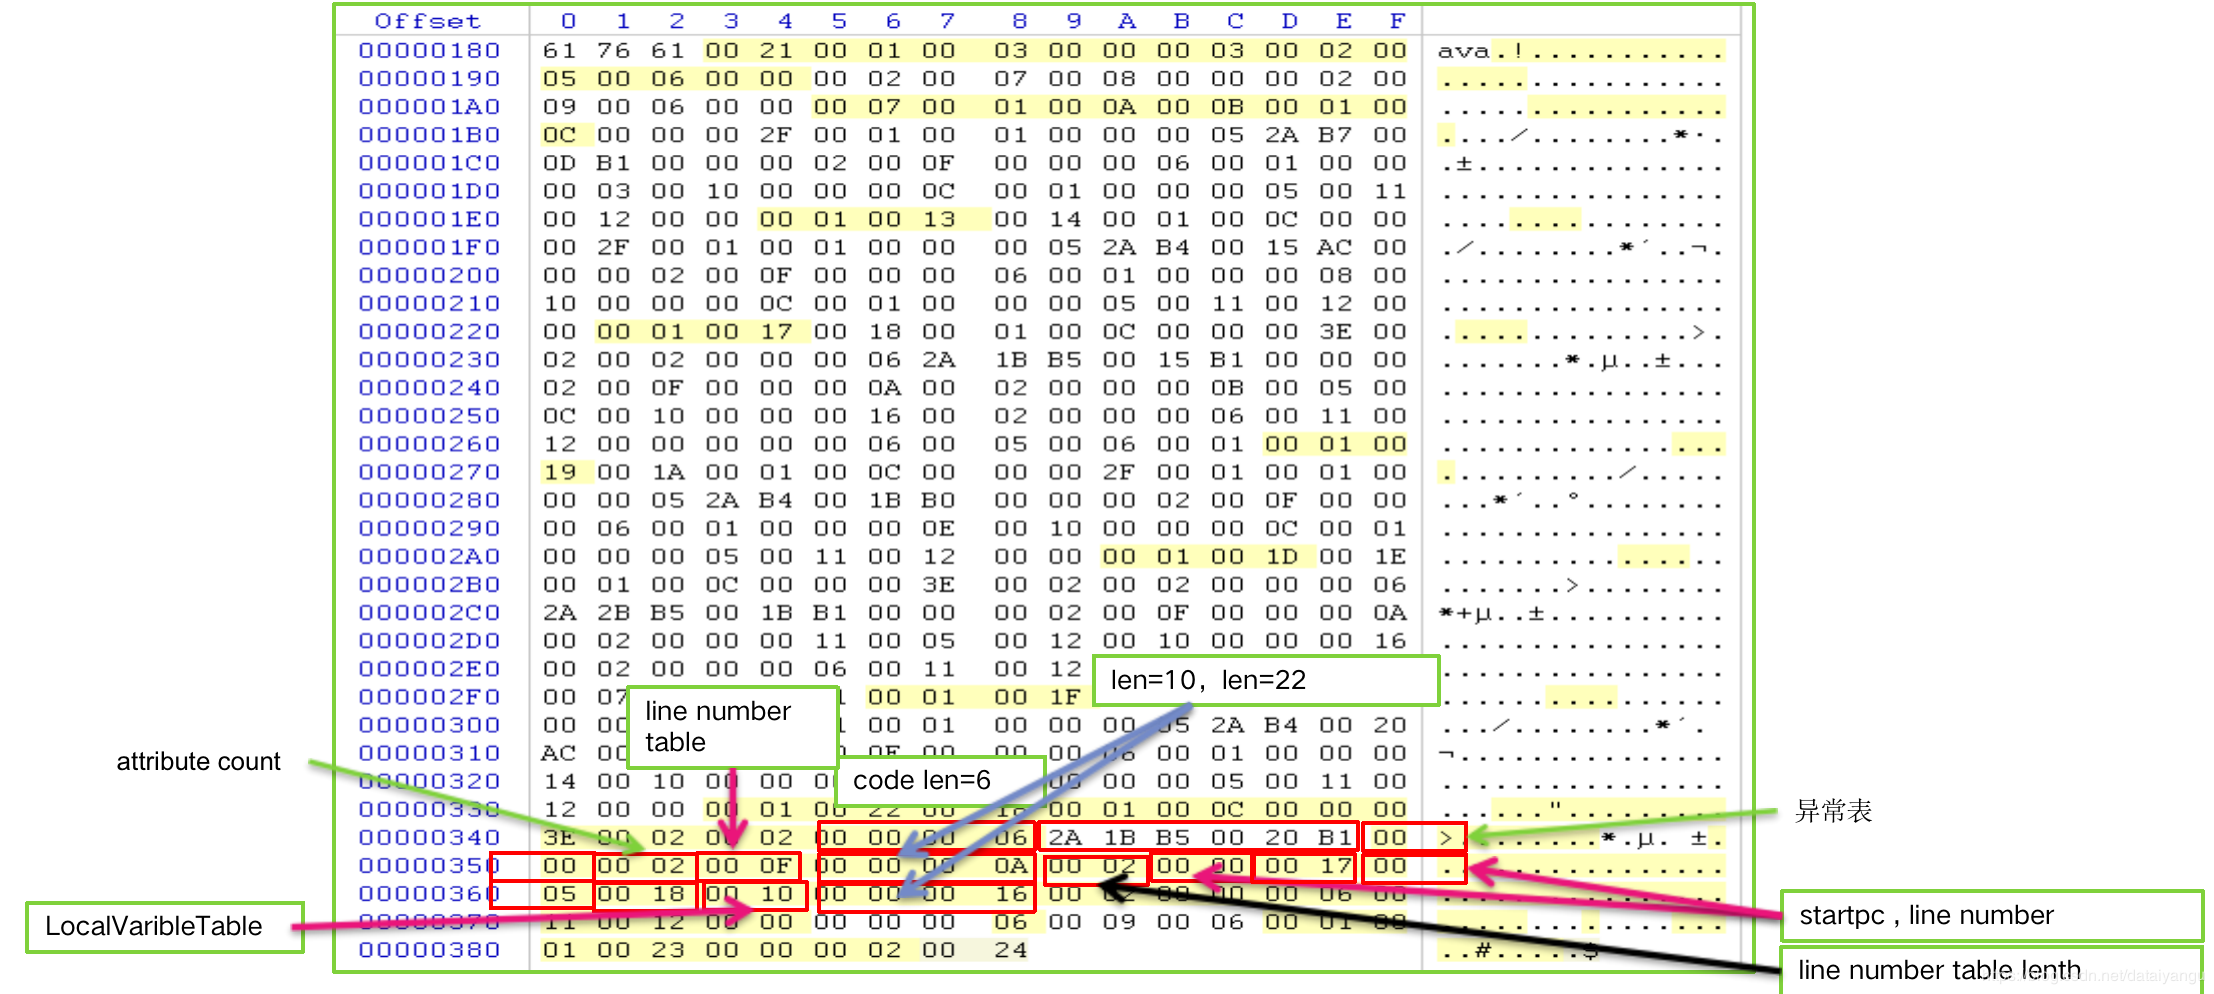 Offset 0 1 2 3 4 5 6 7 8 9 A B C D E F
00000180 61 76 61 00 21 00 01 00 03 00 00 00 03 00 02 00 ava.!...........
00000190 05 00 06 00 00 00 02 00 07 00 08 00 00 00 02 00 ................
000001A0 09 00 06 00 00 00 07 00 01 00 0A 00 0B 00 01 00 ................
000001B0 0C 00 00 00 2F 00 01 00 01 00 00 00 05 2A B7 00 ..../........*·.
000001C0 0D B1 00 00 00 02 00 0F 00 00 00 06 00 01 00 00 .±..............
000001D0 00 03 00 10 00 00 00 0C 00 01 00 00 00 05 00 11 ................
000001E0 00 12 00 00 00 01 00 13 00 14 00 01 00 0C 00 00 ................
000001F0 00 2F 00 01 00 01 00 00 00 05 2A B4 00 15 AC 00 ./........*´..¬.
00000200 00 00 02 00 0F 00 00 00 06 00 01 00 00 00 08 00 ................
00000210 10 00 00 00 0C 00 01 00 00 00 05 00 11 00 12 00 ................
00000220 00 00 01 00 17 00 18 00 01 00 0C 00 00 00 3E 00 ..............>.
00000230 02 00 02 00 00 00 06 2A 1B B5 00 15 B1 00 00 00 .......*.µ..±...
00000240 02 00 0F 00 00 00 0A 00 02 00 00 00 0B 00 05 00 ................
00000250 0C 00 10 00 00 00 16 00 02 00 00 00 06 00 11 00 ................
00000260 12 00 00 00 00 00 06 00 05 00 06 00 01 00 01 00 ................
00000270 19 00 1A 00 01 00 0C 00 00 00 2F 00 01 00 01 00 ........../.....
00000280 00 00 05 2A B4 00 1B B0 00 00 00 02 00 0F 00 00 ...*´..°........
00000290 00 06 00 01 00 00 00 0E 00 10 00 00 00 0C 00 01 ................
000002A0 00 00 00 05 00 11 00 12 00 00 00 01 00 1D 00 1E ................
000002B0 00 01 00 0C 00 00 00 3E 00 02 00 02 00 00 00 06 .......>........
000002C0 2A 2B B5 00 1B B1 00 00 00 02 00 0F 00 00 00 0A *+µ..±..........
000002D0 00 02 00 00 00 11 00 05 00 12 00 10 00 00 00 16 ................
000002E0 00 02 00 00 00 06 00 11 00 12 ................
len=10, len=22
000002F0 00 07 00 01 00 1F ................
line number
table
00000300 00 00 00 01 00 00 00 05 2A B4 00 20 .../........*´.
attribute count
00000310 AC 00 00 00 00 06 00 01 00 00 00 ¬...............
code len=6
00000320 14 00 10 00 00 00 00 00 00 05 00 11 00 ................
00000330 12 00 00 00 01 00 22 00 18 00 01 00 0C 00 00 00 ......".........
异常表
00000340 3E 00 02 00 02 00 00 00 06 2A 1B B5 00 20 B1 00 >........*.µ. ±.
00000350 00 00 02 00 0F 00 00 00 0A 00 02 00 00 00 17 00 ................
00000360 05 00 18 00 10 00 00 00 16 00 02 00 00 00 06 00 ................
LocalVaribleTable
startpc , line number
00000370 11 00 12 00 00 00 00 00 06 00 09 00 06 00 01 00 ................
00000380 01 00 23 00 00 00 02 00 24 ..#.....$
line number table lenth